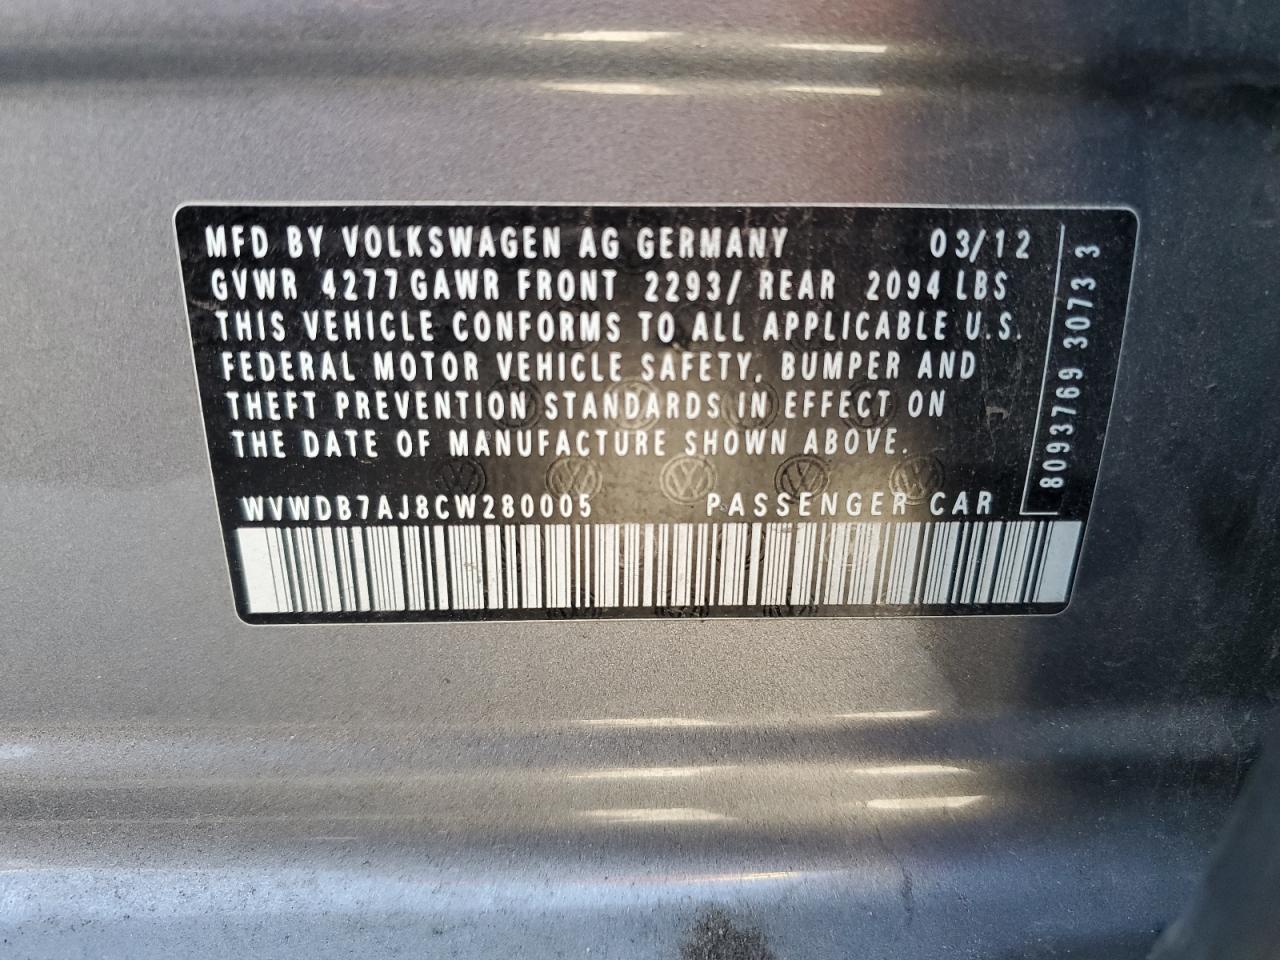 MFD BY VOLKSWAGEN AG GERMANY 03/12
GVWR 4277 GAWR FRONT 2293/ REAR 2094 LBS
THIS VEHICLE CONFORMS TO ALL APPLICABLE U.S.
FEDERAL MOTOR VEHICLE SAFETY, BUMPER AND
THEFT PREVENTION STANDARDS IN EFFECT ON
THE DATE OF MANUFACTURE SHOWN ABOVE.
WVWDB7AJ8CW280005 PASSENGER CAR
8093769 3073 3